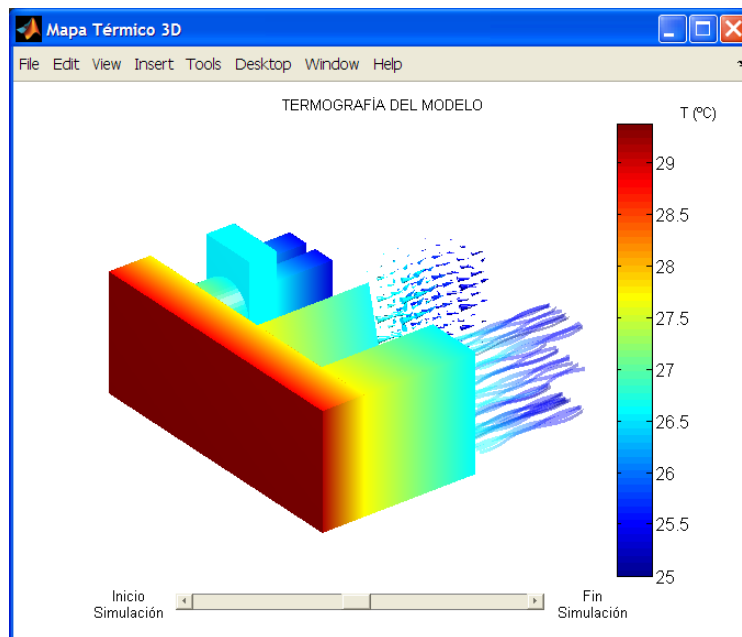 Mapa Térmico 3D
File Edit View Insert Tools Desktop Window Help
TERMOGRAFÍA DEL MODELO
T (ºC)
29
28.5
28
27.5
27
26.5
26
25.5
25
Inicio
Simulación
Fin
Simulación